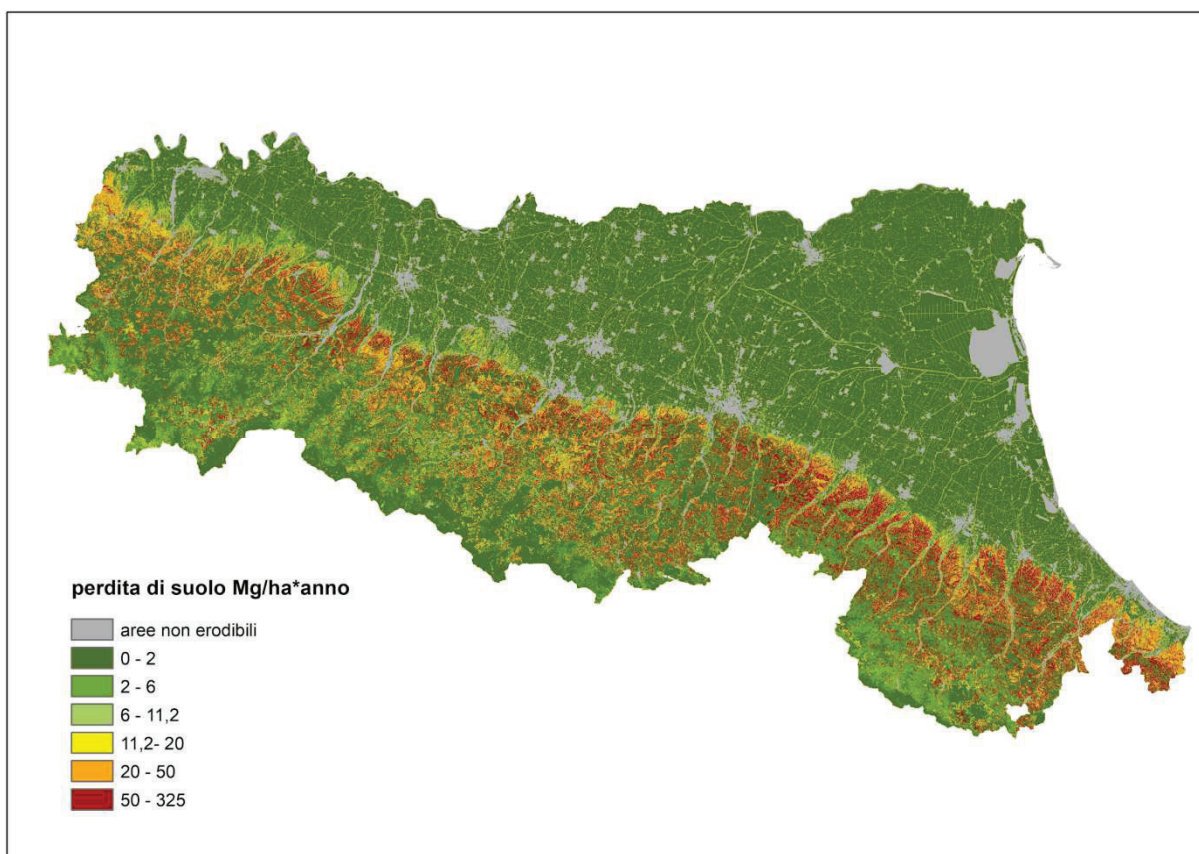 perdita di suolo Mg/ha*anno
aree non erodibili
0 - 2
2 - 6
6 - 11,2
11,2- 20
20 - 50
50 - 325